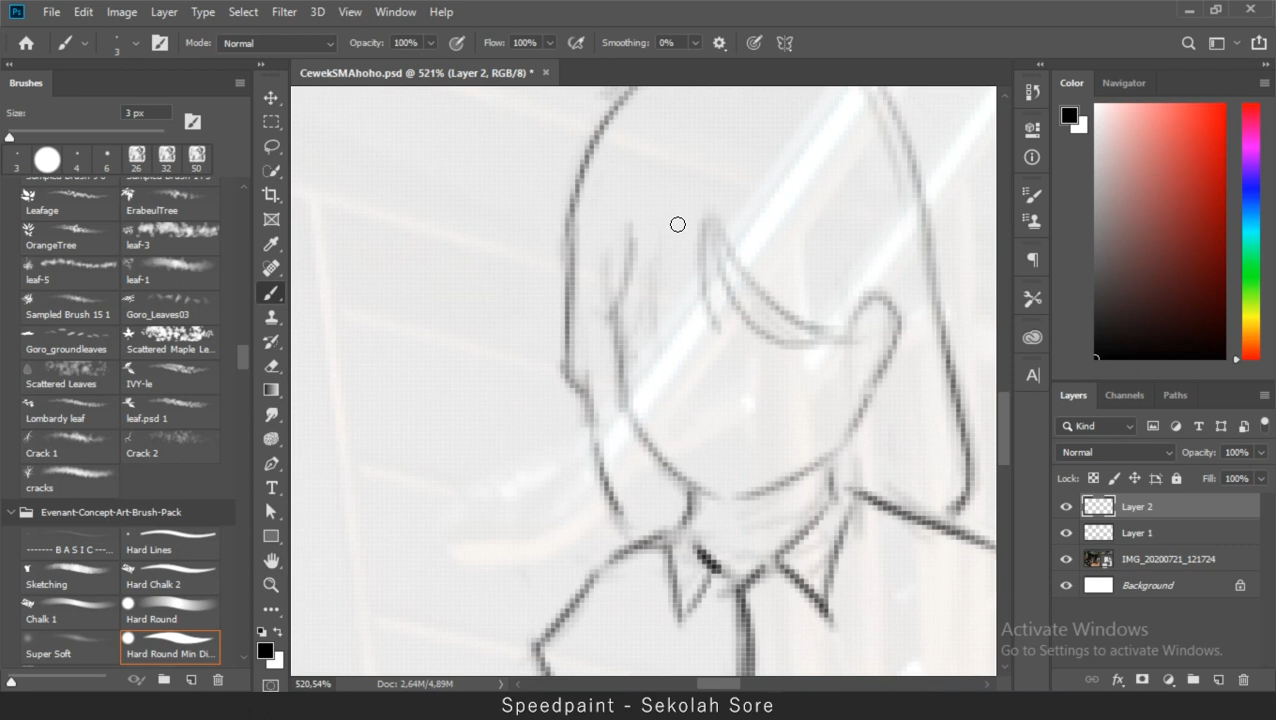 Ps File Edit Image Layer Type Select Filter 3D View Window Help
3 Mode: Normal Opacity: 100% Flow: 100% Smoothing: 0%
Brushes
CewekSMAhoho.psd @ 521% (Layer 2, RGB/8) * ×
Size: 3 px
3 4 6 26 32 50
Leafage ErabeulTree
OrangeTree leaf-3
leaf-5 leaf-1
Sampled Brush 15 1 Goro_Leaves03
Goro_groundleaves Scattered Maple Le...
Scattered Leaves IVY-le
Lombardy leaf leaf.psd 1
Crack 1 Crack 2
cracks
Evenant-Concept-Art-Brush-Pack
------- B A S I C ---... Hard Lines
Sketching Hard Chalk 2
Chalk 1 Hard Round
Super Soft Hard Round Min Di...
Color Navigator
Layers Channels Paths
Kind
Normal Opacity: 100%
Lock: Fill: 100%
Layer 2
Layer 1
IMG_20200721_121724
Background
Activate Windows
Go to Settings to activate Windows.
520,54% Doc: 2,64M/4,89M
Speedpaint - Sekolah Sore